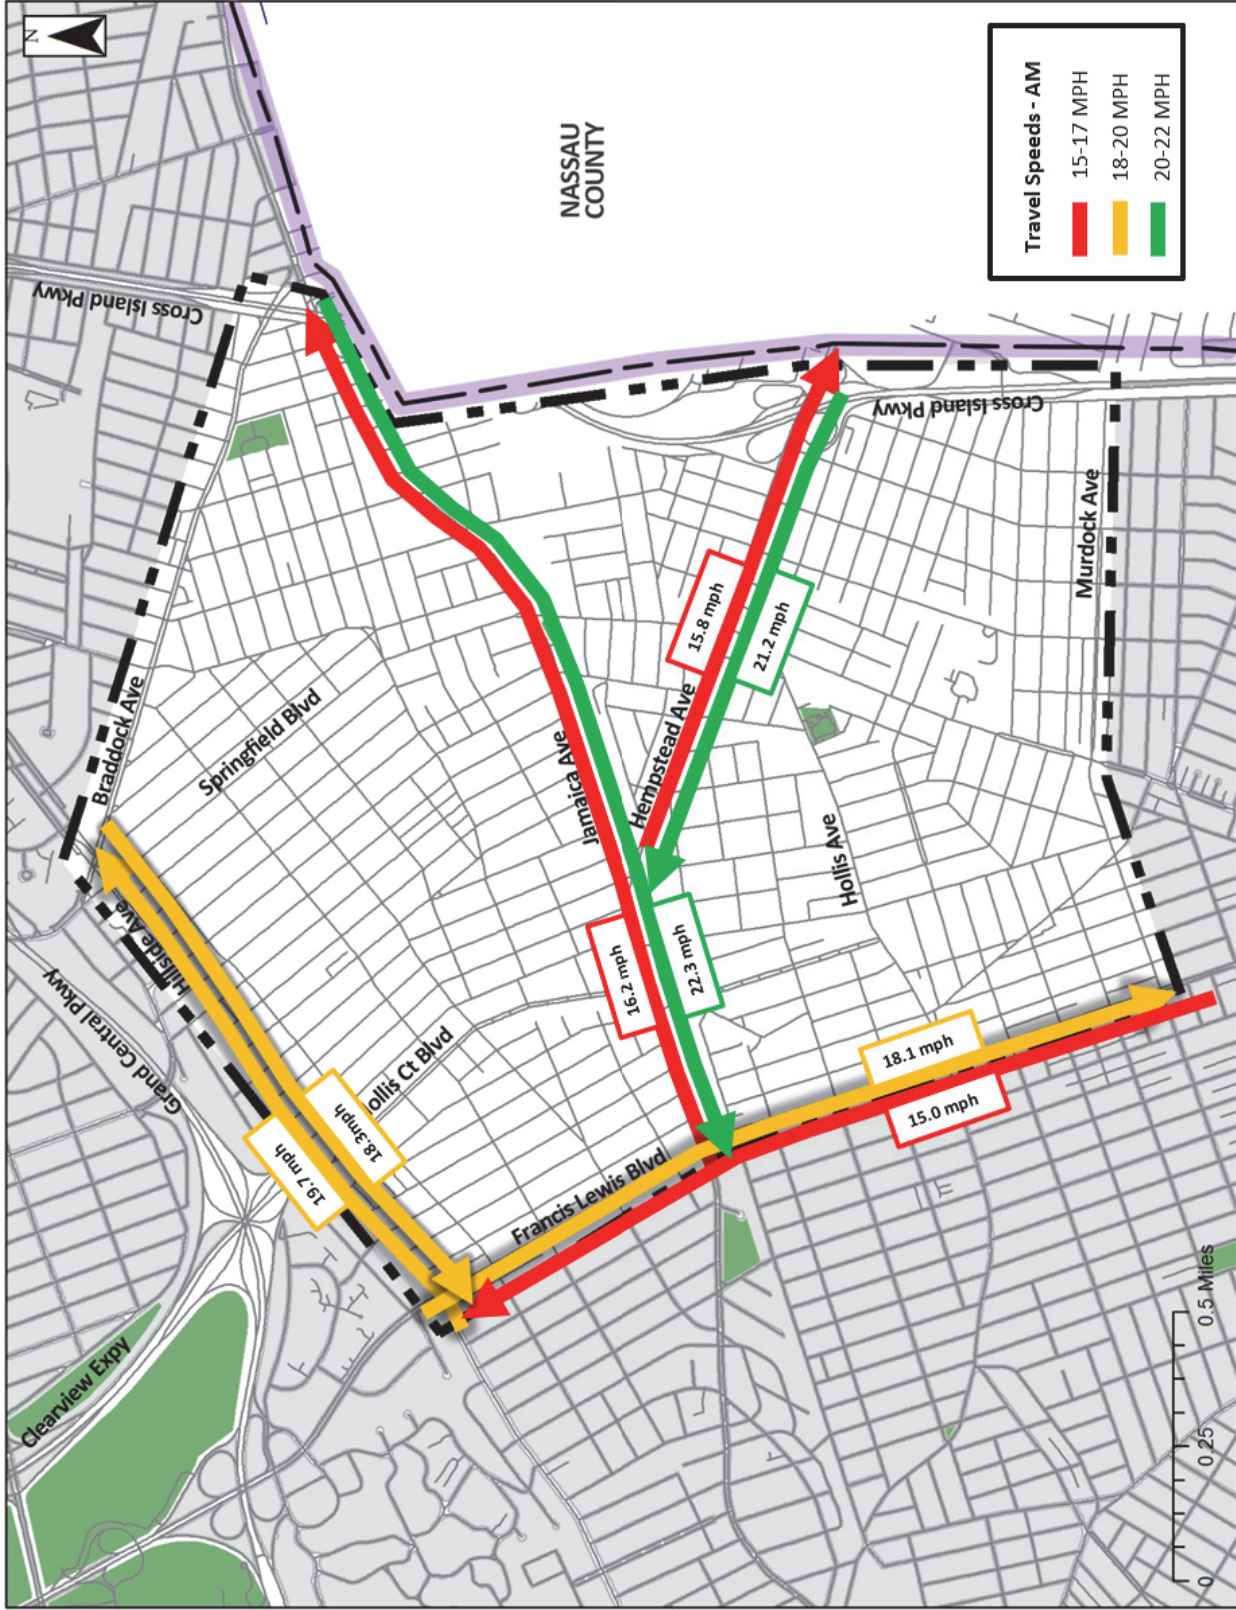 N
Clearview Expy
Grand Central Pkwy
Hillside Ave
Braddock Ave
Cross Island Pkwy
Springfield Blvd
19.7 mph
18.3mph
ollis Ct Blvd
Francis Lewis Blvd
Jamaica Ave
16.2 mph
22.3 mph
Hempstead Ave
15.8 mph
21.2 mph
NASSAU
COUNTY
Hollis Ave
18.1 mph
15.0 mph
Cross Island Pkwy
Murdock Ave
0 0.25 0.5 Miles
Travel Speeds - AM
15-17 MPH
18-20 MPH
20-22 MPH